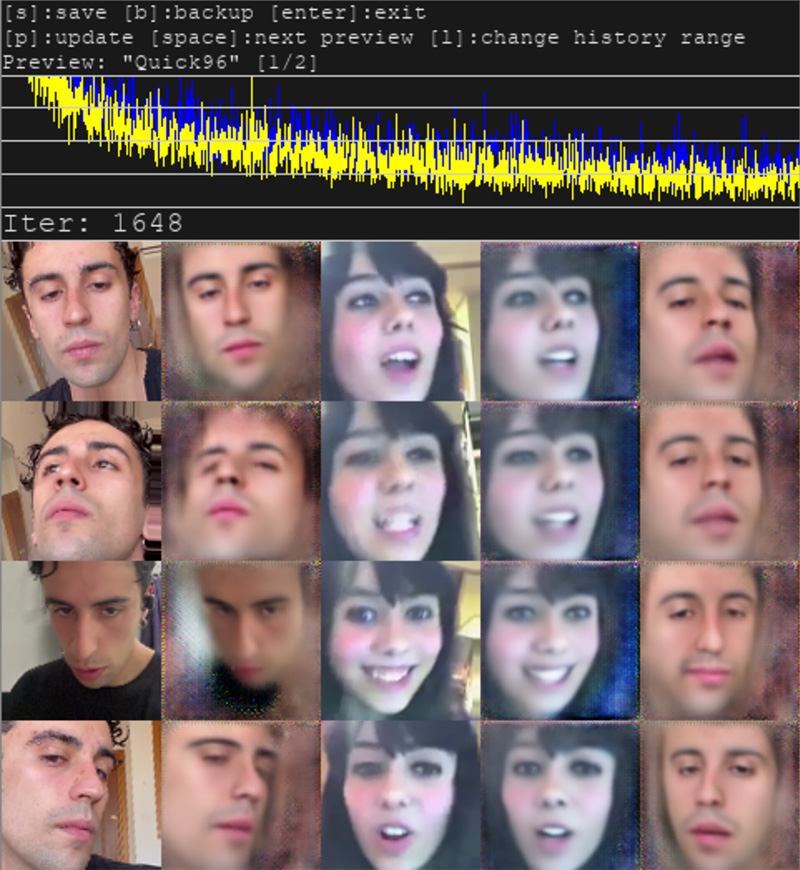 [s]:save [b]:backup [enter]:exit
[p]:update [space]:next preview [l]:change history range
Preview: "Quick96" [1/2]
Iter: 1648